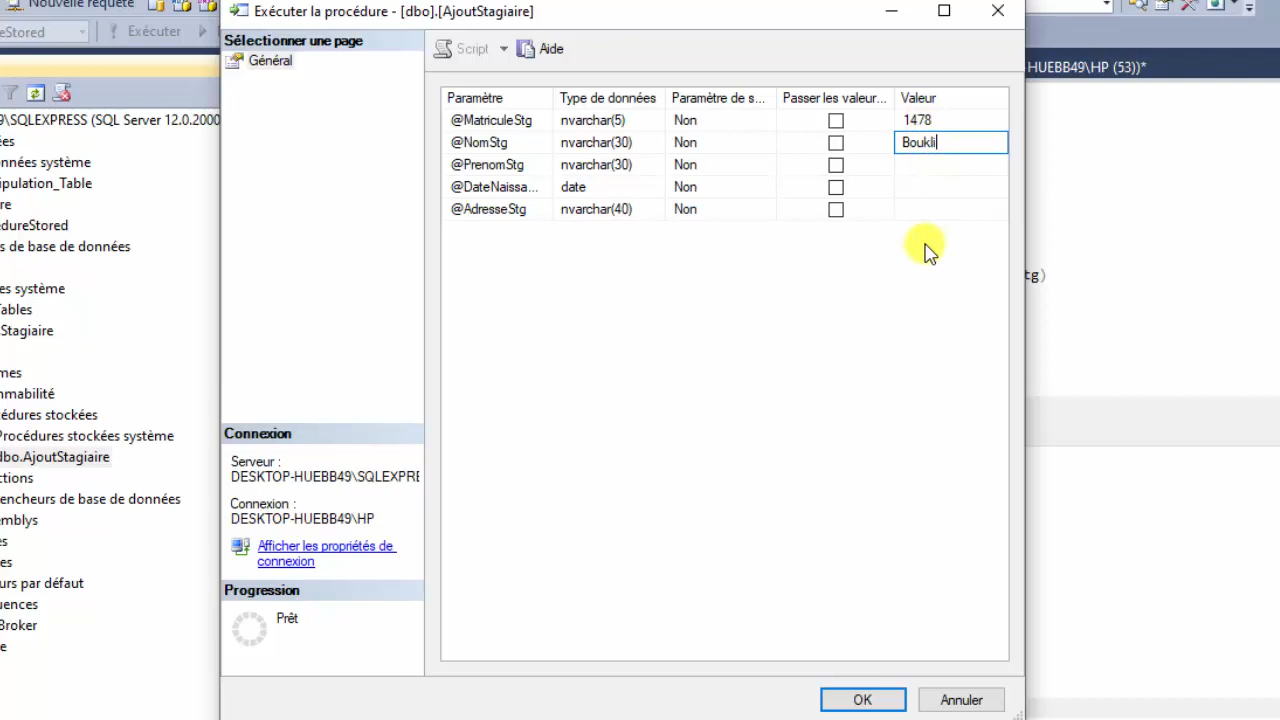 Nouvelle requête
Exécuter la procédure - [dbo].[AjoutStagiaire]
eStored
Exécuter
Sélectionner une page
Général
Script
Aide
-HUEBB49\HP (53))*
Paramètre Type de données Paramètre de s... Passer les valeur... Valeur
@MatriculeStg nvarchar(5) Non 1478
@NomStg nvarchar(30) Non Boukli
@PrenomStg nvarchar(30) Non
@DateNaissa... date Non
@AdresseStg nvarchar(40) Non
9\SQLEXPRESS (SQL Server 12.0.2000
ées
onnées système
ipulation_Table
re
edureStored
s de base de données
es système
Tables
Stagiaire
mes
mmabilité
cédures stockées
Procédures stockées système
dbo.AjoutStagiaire
ctions
encheurs de base de données
emblys
es
es
urs par défaut
uences
Broker
e
tg)
Connexion
Serveur :
DESKTOP-HUEBB49\SQLEXPRE
Connexion :
DESKTOP-HUEBB49\HP
Afficher les propriétés de
connexion
Progression
Prêt
OK
Annuler